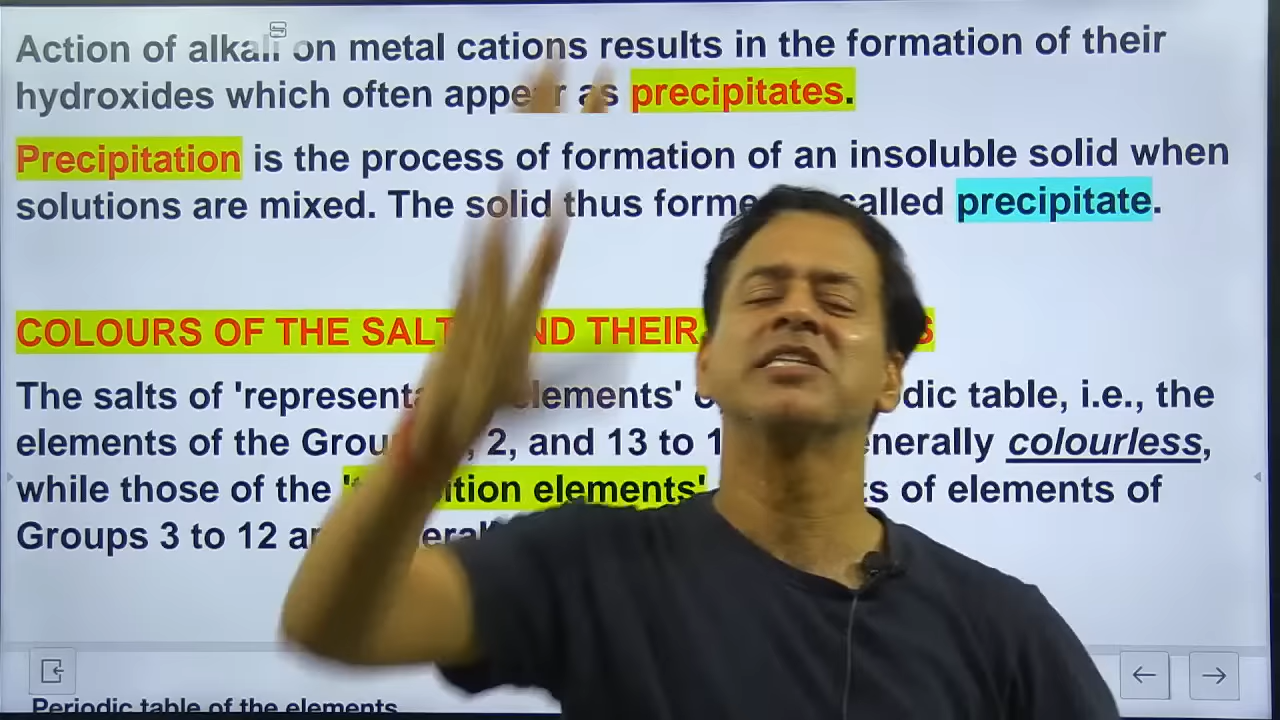 Action of alkali on metal cations results in the formation of their
hydroxides which often appear as precipitates.
Precipitation is the process of formation of an insoluble solid when
solutions are mixed. The solid thus forme called precipitate.
COLOURS OF THE SALT ND THEIR S
The salts of 'represent elements' dic table, i.e., the
elements of the Grou , 2, and 13 to 1 enerally colourless,
while those of the ition elements' ts of elements of
Groups 3 to 12 a eral
Periodic table of the elements